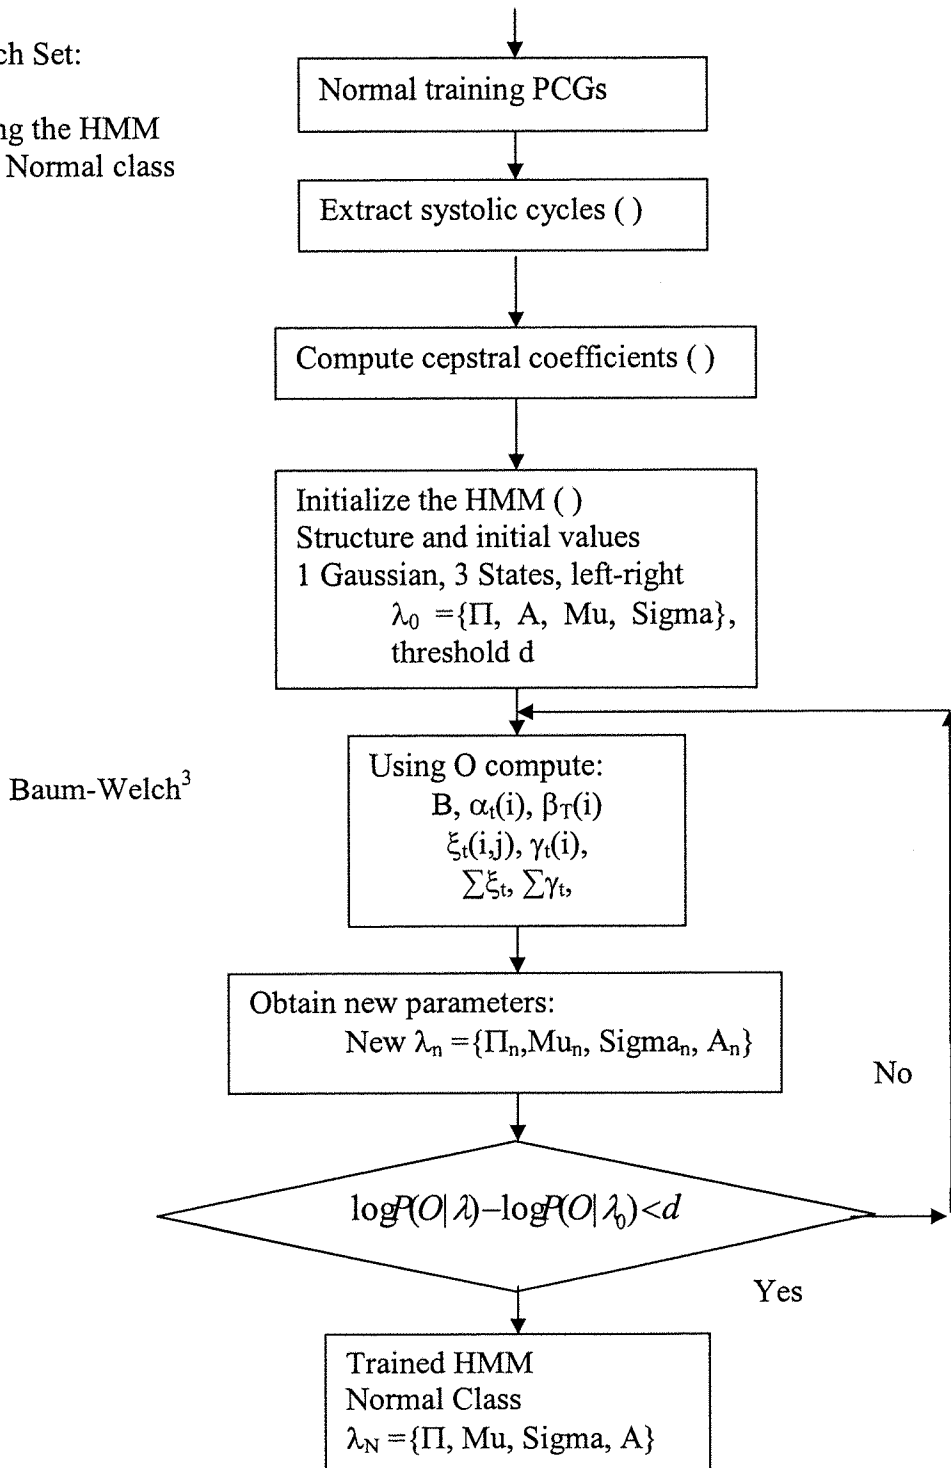 ch Set:
ng the HMM
Normal class
Normal training PCGs
Extract systolic cycles ( )
Compute cepstral coefficients ( )
Initialize the HMM ( )
Structure and initial values
1 Gaussian, 3 States, left-right
λ₀ ={Π, A, Mu, Sigma},
threshold d
Baum-Welch³
Using O compute:
B, αₜ(i), β_T(i)
ξₜ(i,j), γₜ(i),
∑ξₜ, ∑γₜ,
Obtain new parameters:
New λₙ ={Πₙ,Muₙ, Sigmaₙ, Aₙ}
No
logP(O|λ)–logP(O|λ₀)<d
Yes
Trained HMM
Normal Class
λ_N ={Π, Mu, Sigma, A}